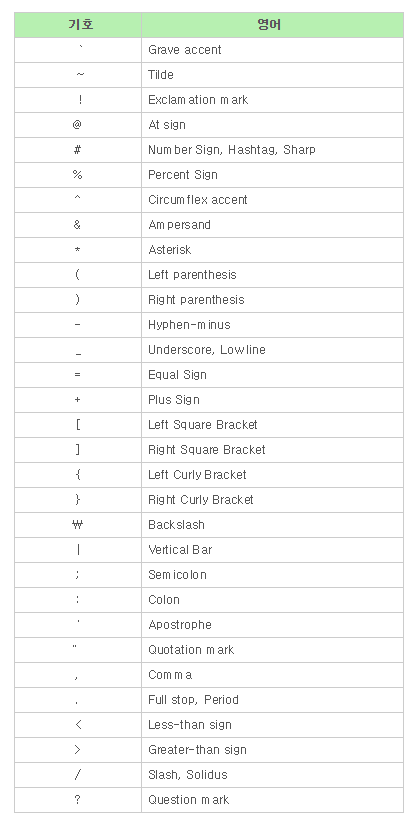 기호 영어
` Grave accent
~ Tilde
! Exclamation mark
@ At sign
# Number Sign, Hashtag, Sharp
% Percent Sign
^ Circumflex accent
& Ampersand
* Asterisk
( Left parenthesis
) Right parenthesis
- Hyphen-minus
_ Underscore, Lowline
= Equal Sign
+ Plus Sign
[ Left Square Bracket
] Right Square Bracket
{ Left Curly Bracket
} Right Curly Bracket
₩ Backslash
| Vertical Bar
; Semicolon
: Colon
' Apostrophe
" Quotation mark
, Comma
. Full stop, Period
< Less-than sign
> Greater-than sign
/ Slash, Solidus
? Question mark